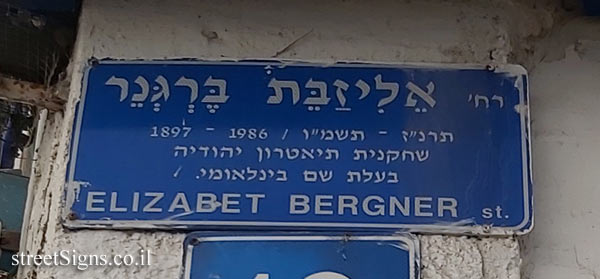 רח' אֱלִיזַבֵּת בֶּרְגְנֶר
תרנ"ז - תשמ"ו / 1986 - 1897
שחקנית תיאטרון יהודיה
בעלת שם בינלאומי.
ELIZABET BERGNER st.
streetSigns.co.il